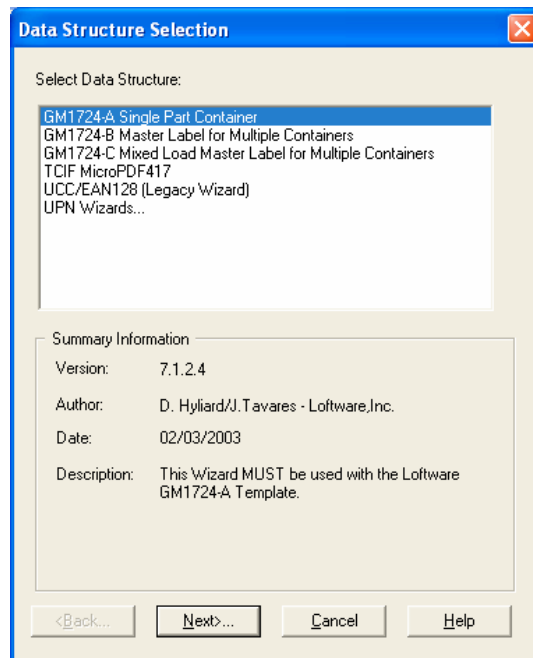 Data Structure Selection
Select Data Structure:
GM1724-A Single Part Container
GM1724-B Master Label for Multiple Containers
GM1724-C Mixed Load Master Label for Multiple Containers
TCIF MicroPDF417
UCC/EAN128 (Legacy Wizard)
UPN Wizards...
Summary Information
Version: 7.1.2.4
Author: D. Hyliard/J.Tavares - Loftware,Inc.
Date: 02/03/2003
Description: This Wizard MUST be used with the Loftware
GM1724-A Template.
<Back... Next>... Cancel Help